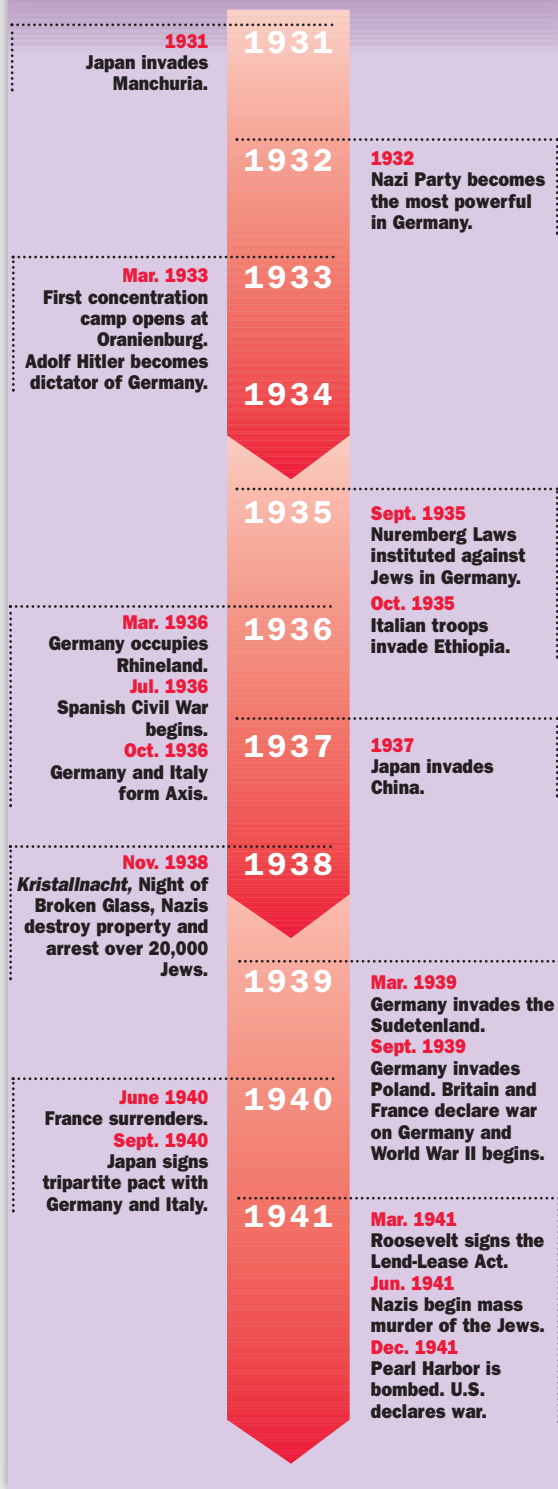 1931
1931
Japan invades
Manchuria.
1932
1932
Nazi Party becomes
the most powerful
in Germany.
1933
Mar. 1933
First concentration
camp opens at
Oranienburg.
Adolf Hitler becomes
dictator of Germany.
1934
1935
Sept. 1935
Nuremberg Laws
instituted against
Jews in Germany.
Oct. 1935
Italian troops
invade Ethiopia.
1936
Mar. 1936
Germany occupies
Rhineland.
Jul. 1936
Spanish Civil War
begins.
Oct. 1936
Germany and Italy
form Axis.
1937
1937
Japan invades
China.
1938
Nov. 1938
Kristallnacht, Night of
Broken Glass, Nazis
destroy property and
arrest over 20,000
Jews.
1939
Mar. 1939
Germany invades the
Sudetenland.
Sept. 1939
Germany invades
Poland. Britain and
France declare war
on Germany and
World War II begins.
1940
June 1940
France surrenders.
Sept. 1940
Japan signs
tripartite pact with
Germany and Italy.
1941
Mar. 1941
Roosevelt signs the
Lend-Lease Act.
Jun. 1941
Nazis begin mass
murder of the Jews.
Dec. 1941
Pearl Harbor is
bombed. U.S.
declares war.